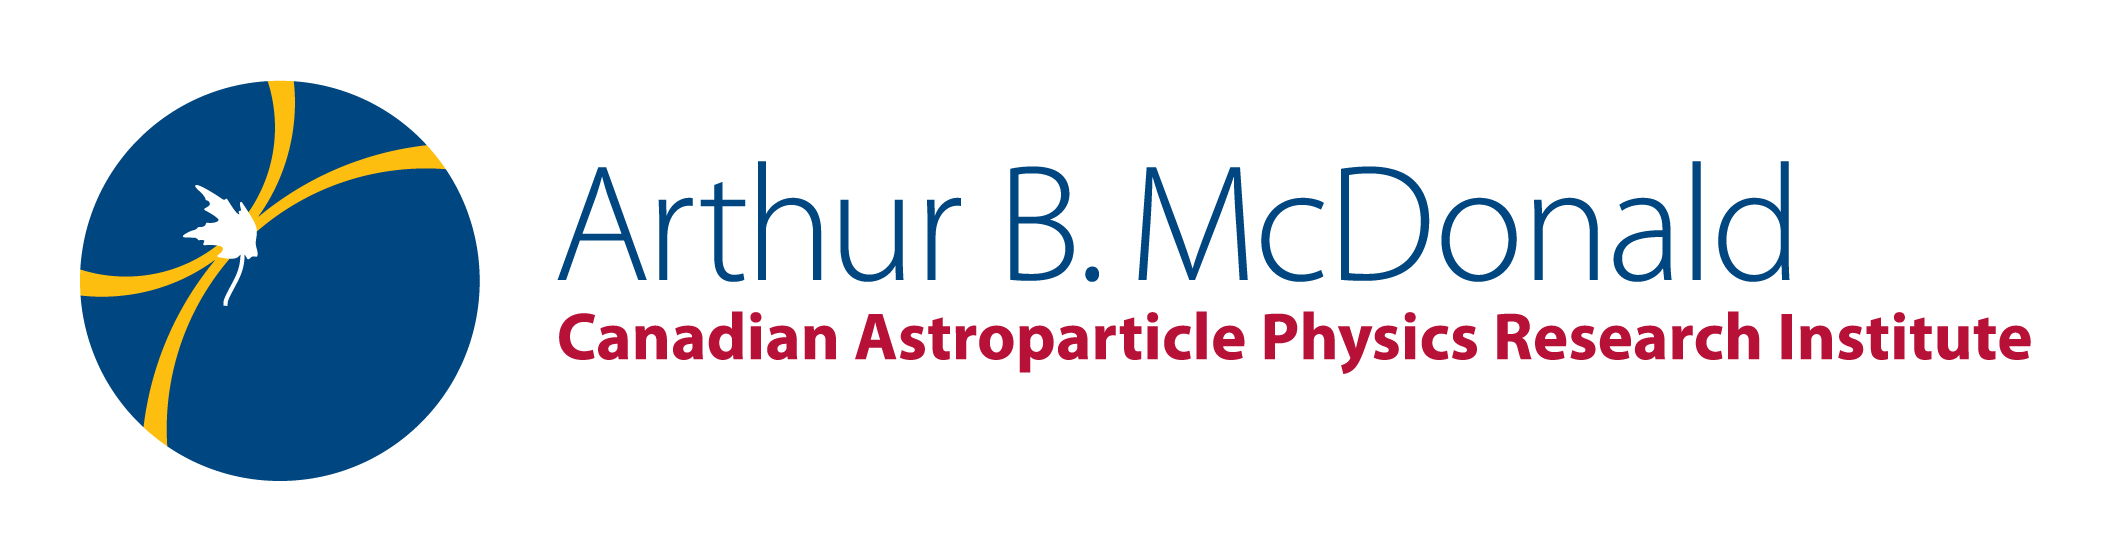 Arthur B. McDonald
Canadian Astroparticle Physics Research Institute